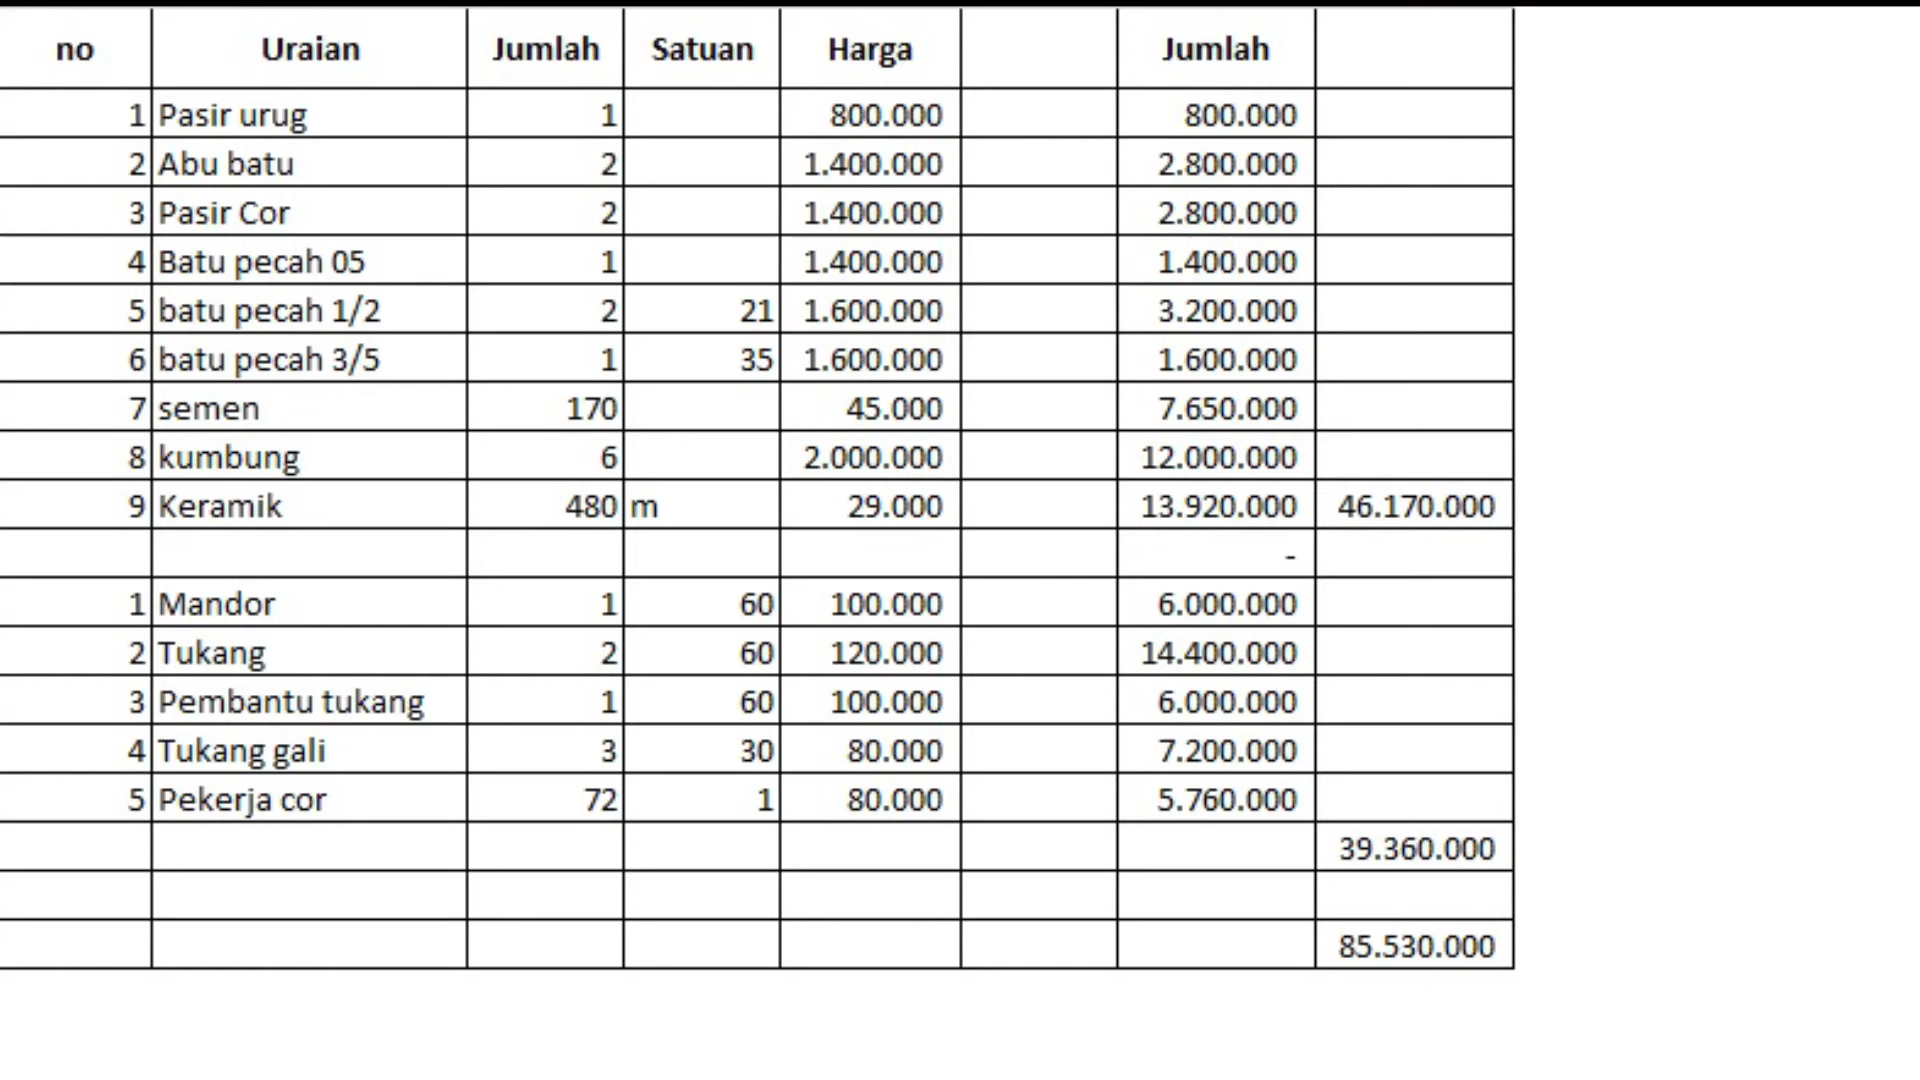 no Uraian Jumlah Satuan Harga Jumlah
1 Pasir urug 1 800.000 800.000
2 Abu batu 2 1.400.000 2.800.000
3 Pasir Cor 2 1.400.000 2.800.000
4 Batu pecah 05 1 1.400.000 1.400.000
5 batu pecah 1/2 2 21 1.600.000 3.200.000
6 batu pecah 3/5 1 35 1.600.000 1.600.000
7 semen 170 45.000 7.650.000
8 kumbung 6 2.000.000 12.000.000
9 Keramik 480 m 29.000 13.920.000 46.170.000
-
1 Mandor 1 60 100.000 6.000.000
2 Tukang 2 60 120.000 14.400.000
3 Pembantu tukang 1 60 100.000 6.000.000
4 Tukang gali 3 30 80.000 7.200.000
5 Pekerja cor 72 1 80.000 5.760.000
39.360.000
85.530.000